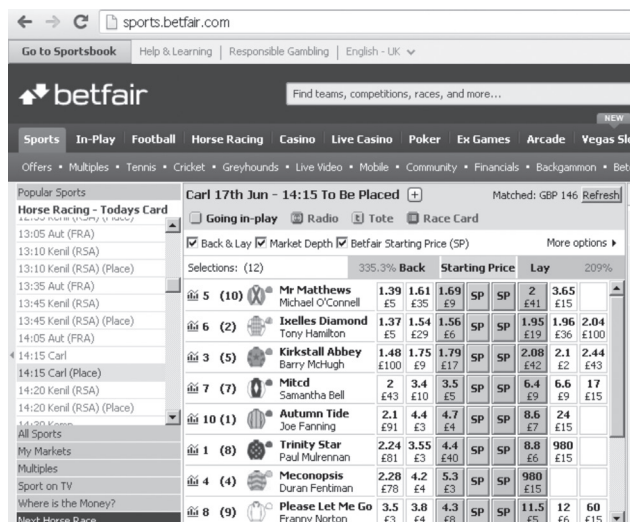 sports.betfair.com
Go to Sportsbook Help & Learning | Responsible Gambling | English - UK
betfair
Find teams, competitions, races, and more...
NEW
Sports In-Play Football Horse Racing Casino Live Casino Poker Ex Games Arcade Vegas Sl
Offers • Multiples • Tennis • Cricket • Greyhounds • Live Video • Mobile • Community • Financials • Backgammon • Bet
Popular Sports
Horse Racing - Todays Card
13:05 Aut (FRA)
13:10 Kenil (RSA)
13:10 Kenil (RSA) (Place)
13:35 Aut (FRA)
13:45 Kenil (RSA)
13:45 Kenil (RSA) (Place)
14:05 Aut (FRA)
14:15 Carl
14:15 Carl (Place)
14:20 Kenil (RSA)
14:20 Kenil (RSA) (Place)
All Sports
My Markets
Multiples
Sport on TV
Where is the Money?
Next Horse Race
Carl 17th Jun - 14:15 To Be Placed + Matched: GBP 146 Refresh
Going in-play Radio Tote Race Card
Back & Lay Market Depth Betfair Starting Price (SP) More options
Selections: (12) 335.3% Back Starting Price Lay 209%
5 (10) Mr Matthews 1.39 1.61 1.69 SP SP 2 3.65
Michael O'Connell £5 £35 £9 £41 £15
6 (2) Ixelles Diamond 1.37 1.54 1.56 SP SP 1.95 1.96 2.04
Tony Hamilton £5 £29 £6 £19 £36 £100
3 (5) Kirkstall Abbey 1.48 1.75 1.79 SP SP 2.08 2.1 2.44
Barry McHugh £100 £9 £17 £42 £2 £43
7 (7) Mitcd 2 3.4 3.5 SP SP 6.4 6.6 17
Samantha Bell £43 £10 £5 £9 £9 £15
10 (1) Autumn Tide 2.1 4.4 4.7 SP SP 8.6 24
Joe Fanning £91 £3 £4 £7 £15
1 (8) Trinity Star 2.24 3.55 4.4 SP SP 8.8 980
Paul Mulrennan £81 £3 £40 £6 £15
4 (4) Meconopsis 2.28 4.2 5.3 SP SP 980
Duran Fentiman £78 £4 £3 £15
8 (9) Please Let Me Go 3.5 3.8 4.3 SP SP 11.5 12 60
Franny Norton £3 £4 £8 £5 £6 £15